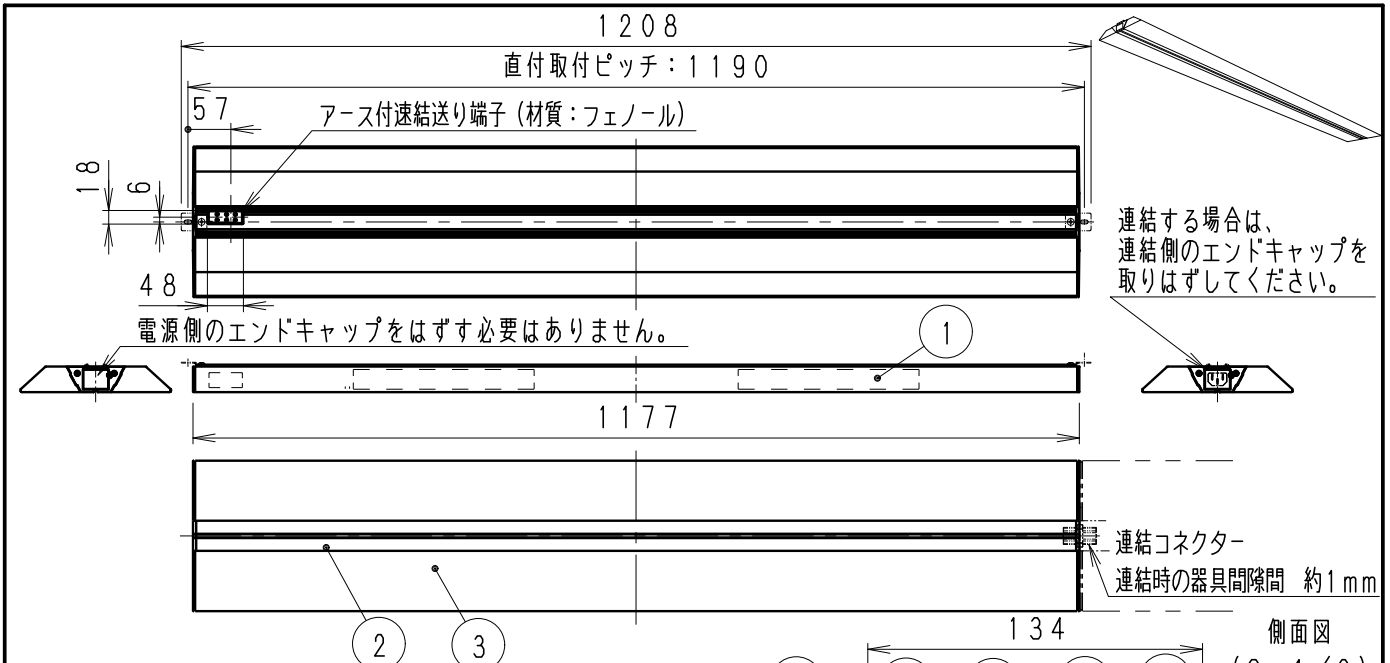 1208
直付取付ピッチ：1190
57
アース付速結送り端子（材質：フェノール）
18
6
連結する場合は、
連結側のエンドキャップを
取りはずしてください。
48
電源側のエンドキャップをはずす必要はありません。
1
1177
連結コネクター
連結時の器具間隙間 約1mm
2
3
134
側面図